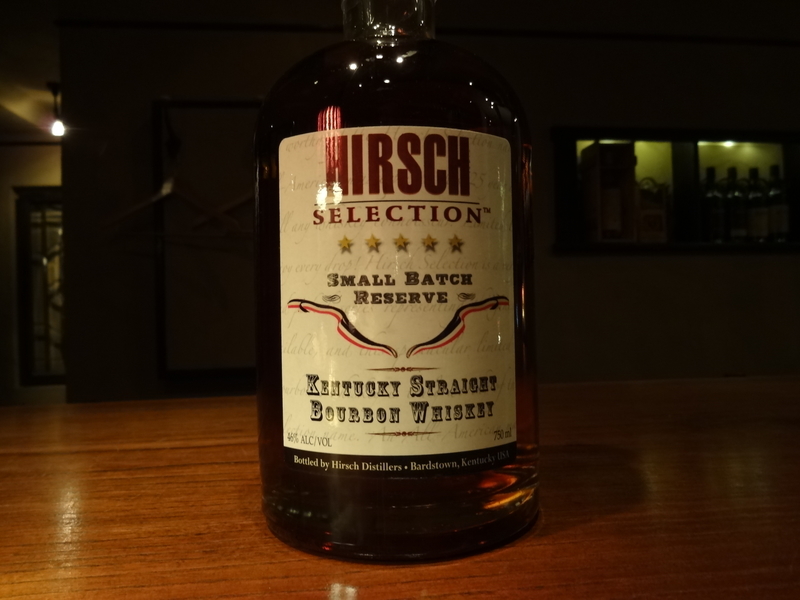 HIRSCH
SELECTION™
SMALL BATCH
RESERVE
KENTUCKY STRAIGHT
BOURBON WHISKEY
46% ALC/VOL
750 ml
Bottled by Hirsch Distillers • Bardstown, Kentucky USA